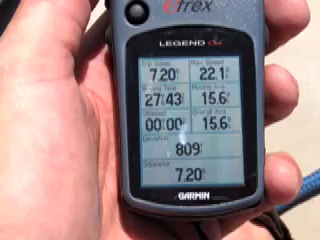 etrex
LEGEND Cx
Trip Odom Max Speed
7.20 22.1
Moving Time Moving Avg
27:43 15.6
Stopped Overall Avg
00:00 15.6
Elevation
809
Odometer
7.20
GARMIN